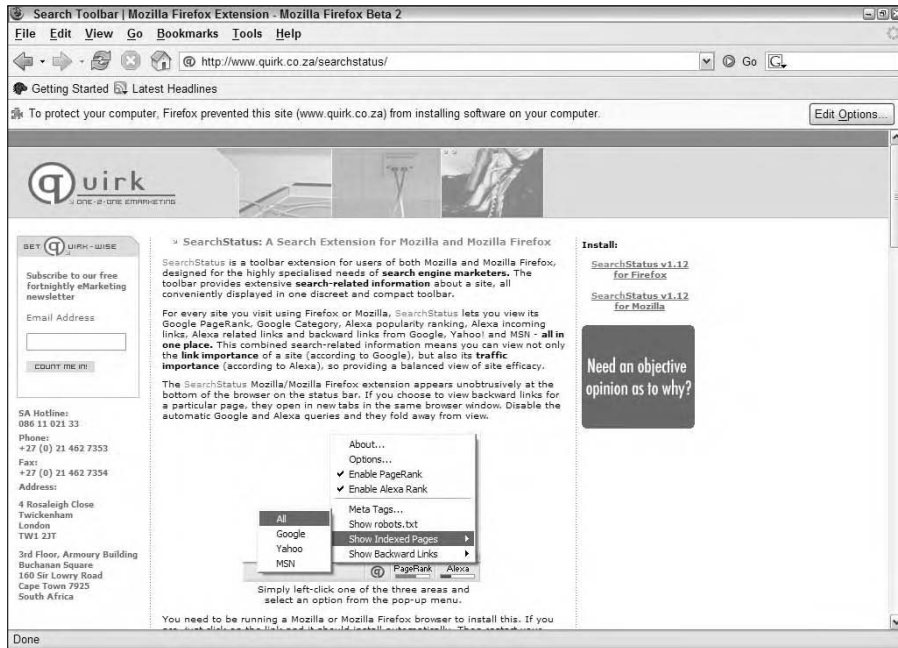 Search Toolbar | Mozilla Firefox Extension - Mozilla Firefox Beta 2
File Edit View Go Bookmarks Tools Help
http://www.quirk.co.za/searchstatus/
Go
G
Getting Started Latest Headlines
To protect your computer, Firefox prevented this site (www.quirk.co.za) from installing software on your computer.
Edit Options...
quirk
ONE-2-ONE EMARKETING
GET q UIRK-WISE
Subscribe to our free
fortnightly eMarketing
newsletter
Email Address
COUNT ME IN!
SA Hotline:
086 11 021 33
Phone:
+27 (0) 21 462 7353
Fax:
+27 (0) 21 462 7354
Address:
4 Rosaleigh Close
Twickenham
London
TW1 2JT
3rd Floor, Armoury Building
Buchanan Square
160 Sir Lowry Road
Cape Town 7925
South Africa
SearchStatus: A Search Extension for Mozilla and Mozilla Firefox
SearchStatus is a toolbar extension for users of both Mozilla and Mozilla Firefox,
designed for the highly specialised needs of search engine marketers. The
toolbar provides extensive search-related information about a site, all
conveniently displayed in one discreet and compact toolbar.
For every site you visit using Firefox or Mozilla, SearchStatus lets you view its
Google PageRank, Google Category, Alexa popularity ranking, Alexa incoming
links, Alexa related links and backward links from Google, Yahoo! and MSN - all in
one place. This combined search-related information means you can view not only
the link importance of a site (according to Google), but also its traffic
importance (according to Alexa), so providing a balanced view of site efficacy.
The SearchStatus Mozilla/Mozilla Firefox extension appears unobtrusively at the
bottom of the browser on the status bar. If you choose to view backward links for
a particular page, they open in new tabs in the same browser window. Disable the
automatic Google and Alexa queries and they fold away from view.
About...
Options...
Enable PageRank
Enable Alexa Rank
Meta Tags...
Show robots.txt
Show Indexed Pages
Show Backward Links
All
Google
Yahoo
MSN
PageRank Alexa
Simply left-click one of the three areas and
select an option from the pop-up menu.
You need to be running a Mozilla or Mozilla Firefox browser to install this. If you
Install:
SearchStatus v1.12
for Firefox
SearchStatus v1.12
for Mozilla
Need an objective
opinion as to why?
Done